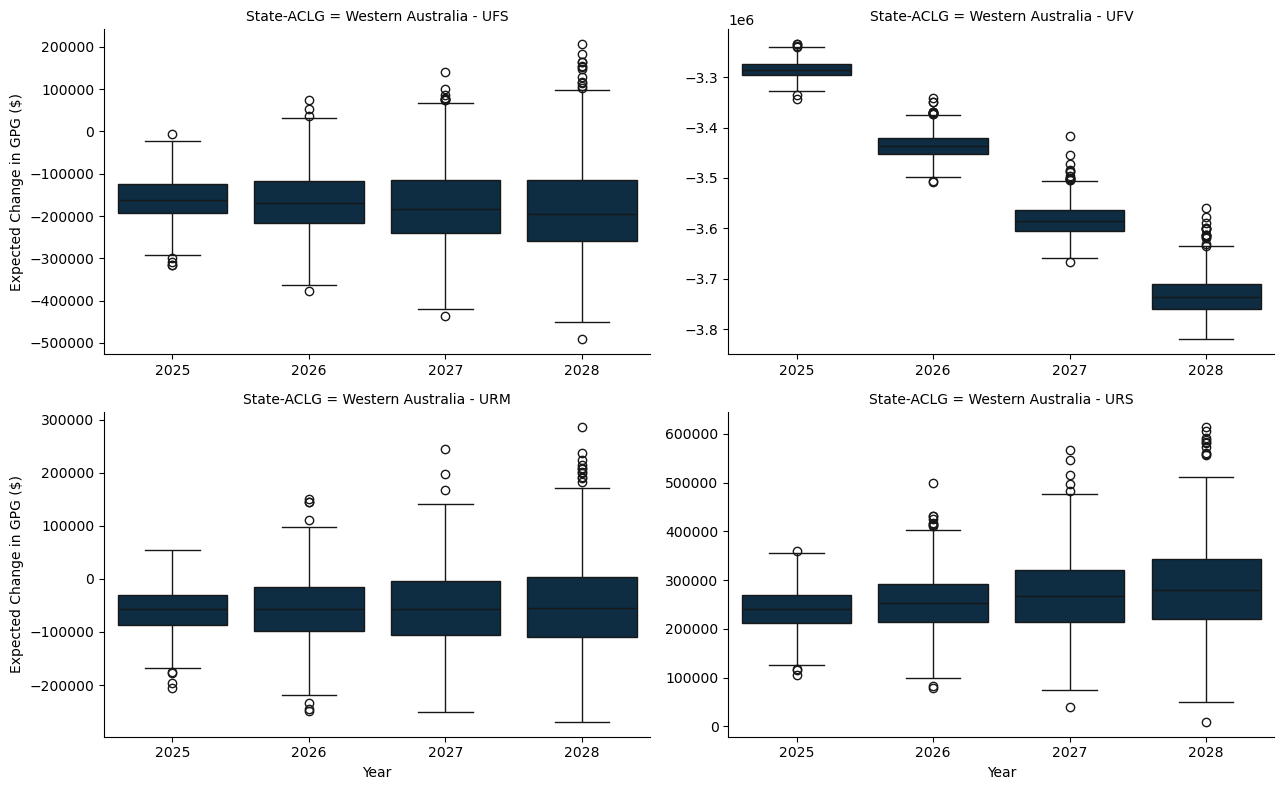 State-ACLG = Western Australia - UFS
Expected Change in GPG ($)
200000
100000
0
−100000
−200000
−300000
−400000
−500000
2025 2026 2027 2028
State-ACLG = Western Australia - UFV
1e6
−3.3
−3.4
−3.5
−3.6
−3.7
−3.8
2025 2026 2027 2028
State-ACLG = Western Australia - URM
Expected Change in GPG ($)
300000
200000
100000
0
−100000
−200000
2025 2026 2027 2028
Year
State-ACLG = Western Australia - URS
600000
500000
400000
300000
200000
100000
0
2025 2026 2027 2028
Year